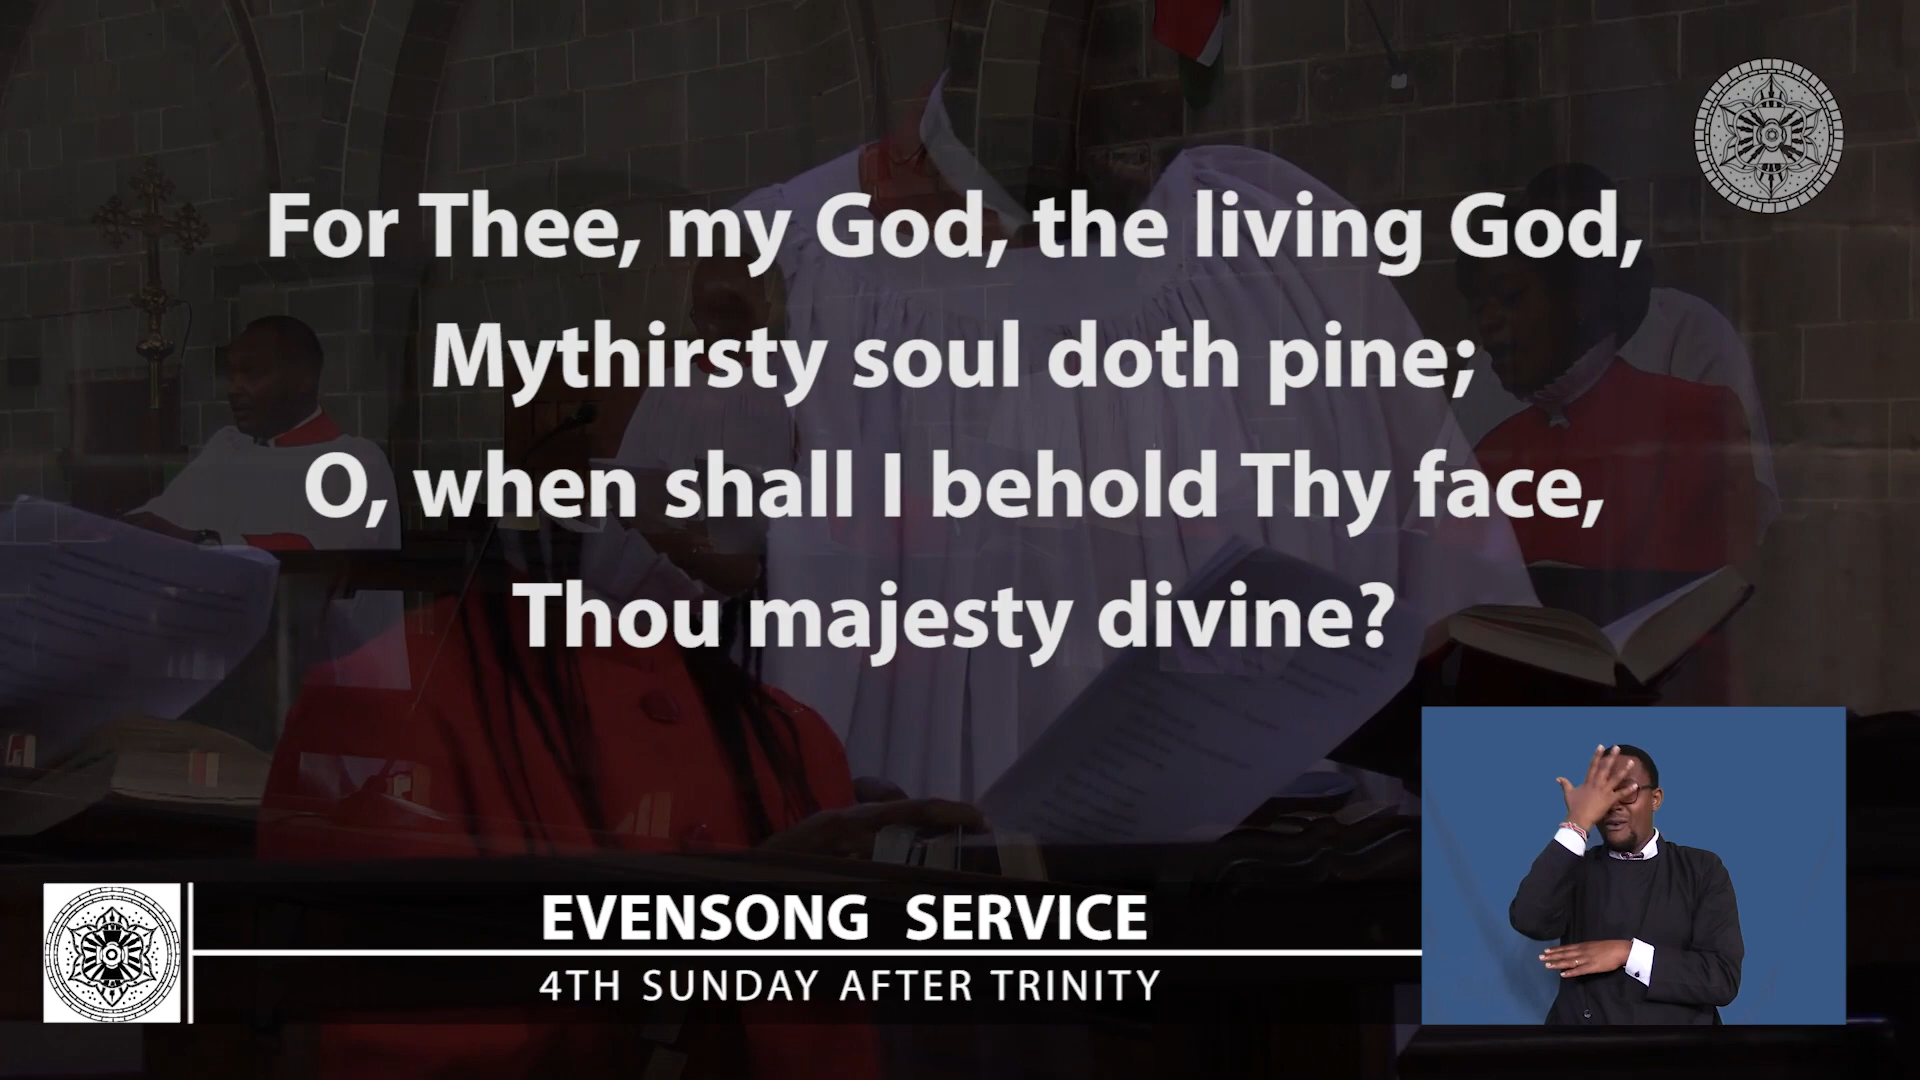 For Thee, my God, the living God,
Mythirsty soul doth pine;
O, when shall I behold Thy face,
Thou majesty divine?
EVENSONG SERVICE
4TH SUNDAY AFTER TRINITY